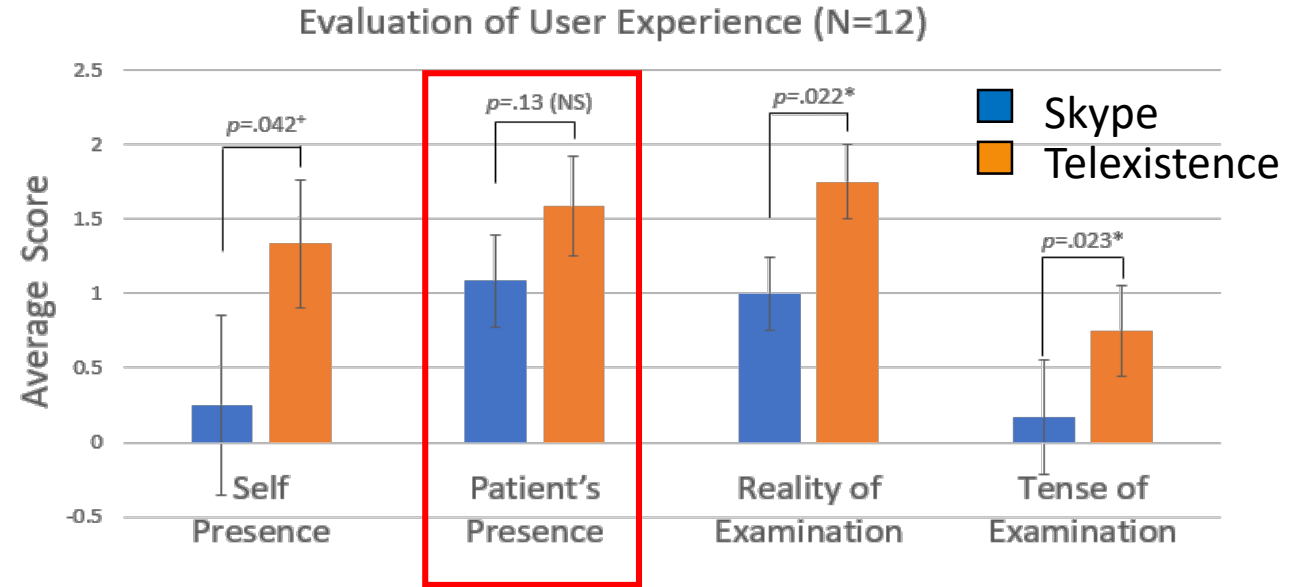 Evaluation of User Experience (N=12)
2.5
2
1.5
1
0.5
0
-0.5
Average Score
p=.042+
p=.13 (NS)
p=.022*
p=.023*
Skype
Telexistence
Self
Presence
Patient’s
Presence
Reality of
Examination
Tense of
Examination